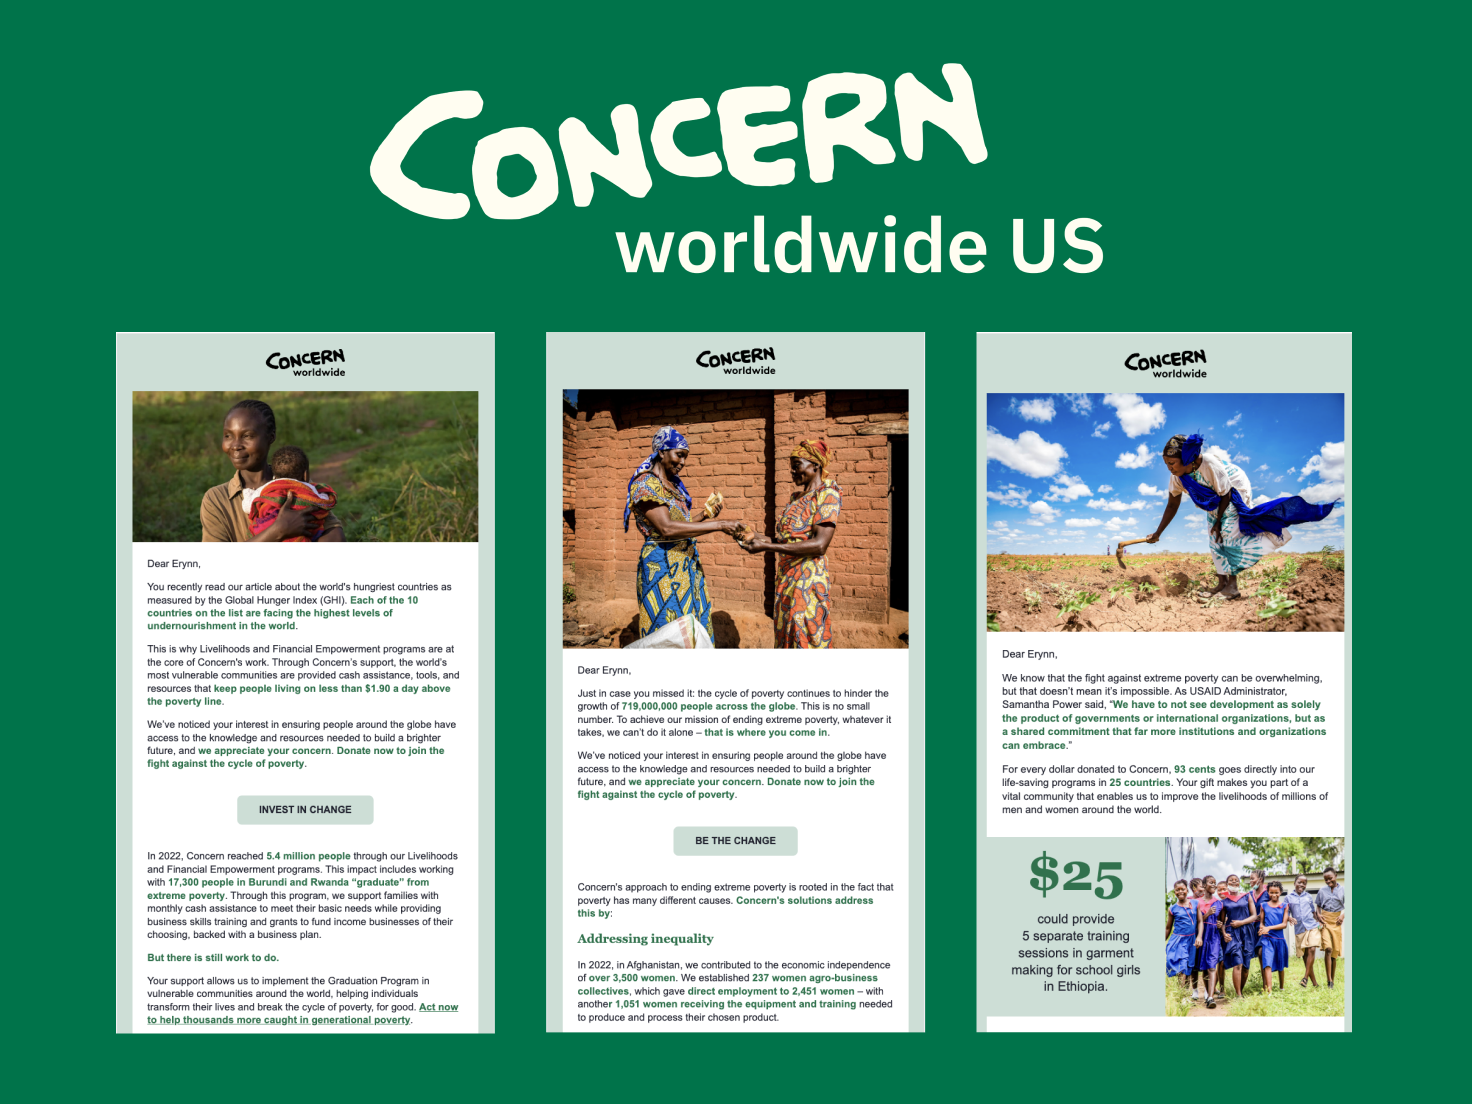 CONCERN
worldwide US
CONCERN
worldwide
Dear Erynn,
You recently read our article about the world's hungriest countries as
measured by the Global Hunger Index (GHI). Each of the 10
countries on the list are facing the highest levels of
undernourishment in the world.
This is why Livelihoods and Financial Empowerment programs are at
the core of Concern's work. Through Concern's support, the world's
most vulnerable communities are provided cash assistance, tools, and
resources that keep people living on less than $1.90 a day above
the poverty line.
We've noticed your interest in ensuring people around the globe have
access to the knowledge and resources needed to build a brighter
future, and we appreciate your concern. Donate now to join the
fight against the cycle of poverty.
INVEST IN CHANGE
In 2022, Concern reached 5.4 million people through our Livelihoods
and Financial Empowerment programs. This impact includes working
with 17,300 people in Burundi and Rwanda “graduate” from
extreme poverty. Through this program, we support families with
monthly cash assistance to meet their basic needs while providing
business skills training and grants to fund income businesses of their
choosing, backed with a business plan.
But there is still work to do.
Your support allows us to implement the Graduation Program in
vulnerable communities around the world, helping individuals
transform their lives and break the cycle of poverty, for good. Act now
to help thousands more caught in generational poverty.
CONCERN
worldwide
Dear Erynn,
Just in case you missed it: the cycle of poverty continues to hinder the
growth of 719,000,000 people across the globe. This is no small
number. To achieve our mission of ending extreme poverty, whatever it
takes, we can't do it alone – that is where you come in.
We've noticed your interest in ensuring people around the globe have
access to the knowledge and resources needed to build a brighter
future, and we appreciate your concern. Donate now to join the
fight against the cycle of poverty.
BE THE CHANGE
Concern's approach to ending extreme poverty is rooted in the fact that
poverty has many different causes. Concern's solutions address
this by:
Addressing inequality
In 2022, in Afghanistan, we contributed to the economic independence
of over 3,500 women. We established 237 women agro-business
collectives, which gave direct employment to 2,451 women – with
another 1,051 women receiving the equipment and training needed
to produce and process their chosen product.
CONCERN
worldwide
Dear Erynn,
We know that the fight against extreme poverty can be overwhelming,
but that doesn't mean it's impossible. As USAID Administrator,
Samantha Power said, “We have to not see development as solely
the product of governments or international organizations, but as
a shared commitment that far more institutions and organizations
can embrace.”
For every dollar donated to Concern, 93 cents goes directly into our
life-saving programs in 25 countries. Your gift makes you part of a
vital community that enables us to improve the livelihoods of millions of
men and women around the world.
$25
could provide
5 separate training
sessions in garment
making for school girls
in Ethiopia.